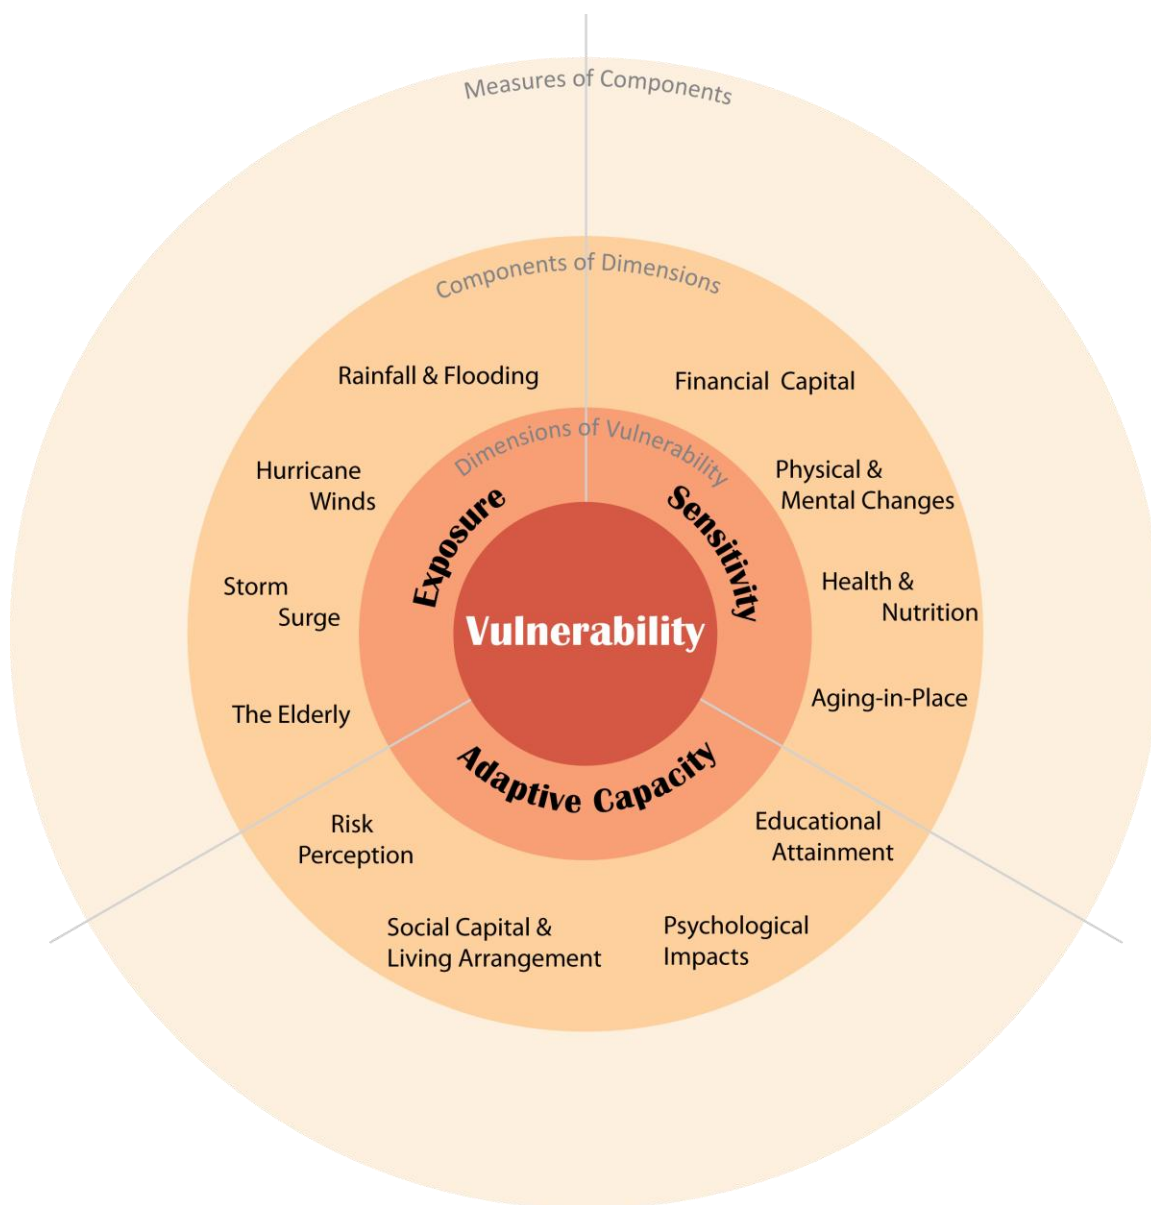 Measures of Components
Components of Dimensions
Rainfall & Flooding
Financial Capital
Dimensions of Vulnerability
Hurricane
Winds
Physical &
Mental Changes
Exposure
Sensitivity
Storm
Surge
Health &
Nutrition
Vulnerability
The Elderly
Aging-in-Place
Adaptive Capacity
Risk
Perception
Educational
Attainment
Social Capital &
Living Arrangement
Psychological
Impacts